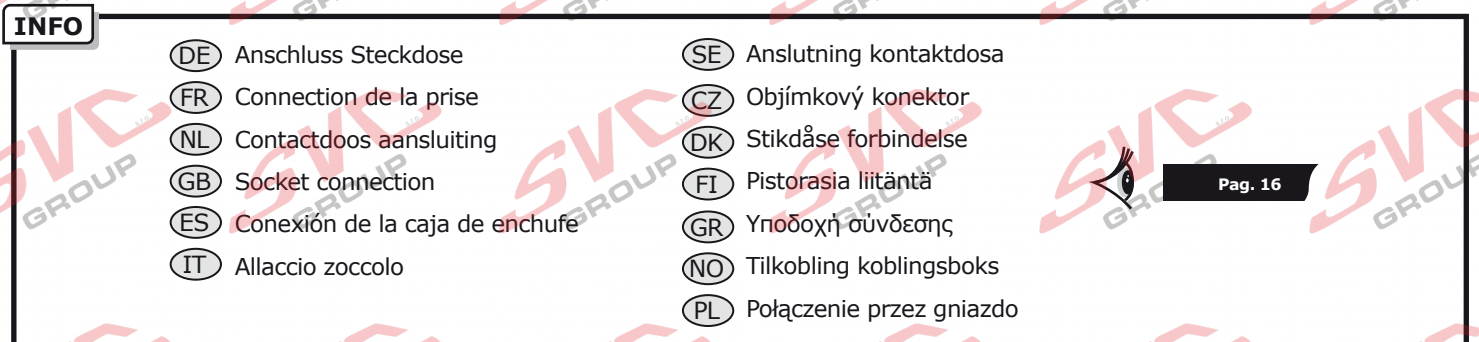 INFO
DE Anschluss Steckdose
FR Connection de la prise
NL Contactdoos aansluiting
GB Socket connection
ES Conexión de la caja de enchufe
IT Allaccio zoccolo
SE Anslutning kontaktdosa
CZ Objímkový konektor
DK Stikdåse forbindelse
FI Pistorasia liitäntä
GR Υποδοχή σύνδεσης
NO Tilkobling koblingsboks
PL Połączenie przez gniazdo
Pag. 16
SVC GROUP s.r.o.